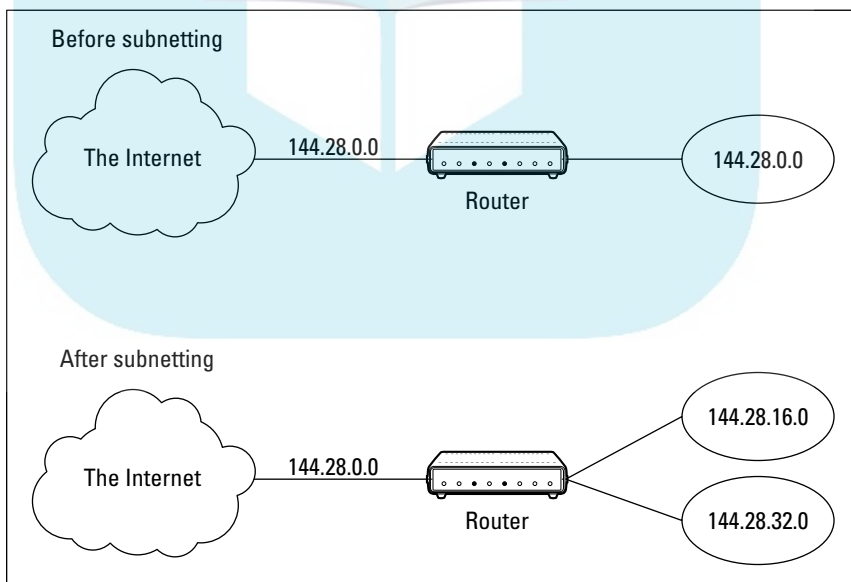 Before subnetting
The Internet
144.28.0.0
Router
144.28.0.0
After subnetting
The Internet
144.28.0.0
Router
144.28.16.0
144.28.32.0